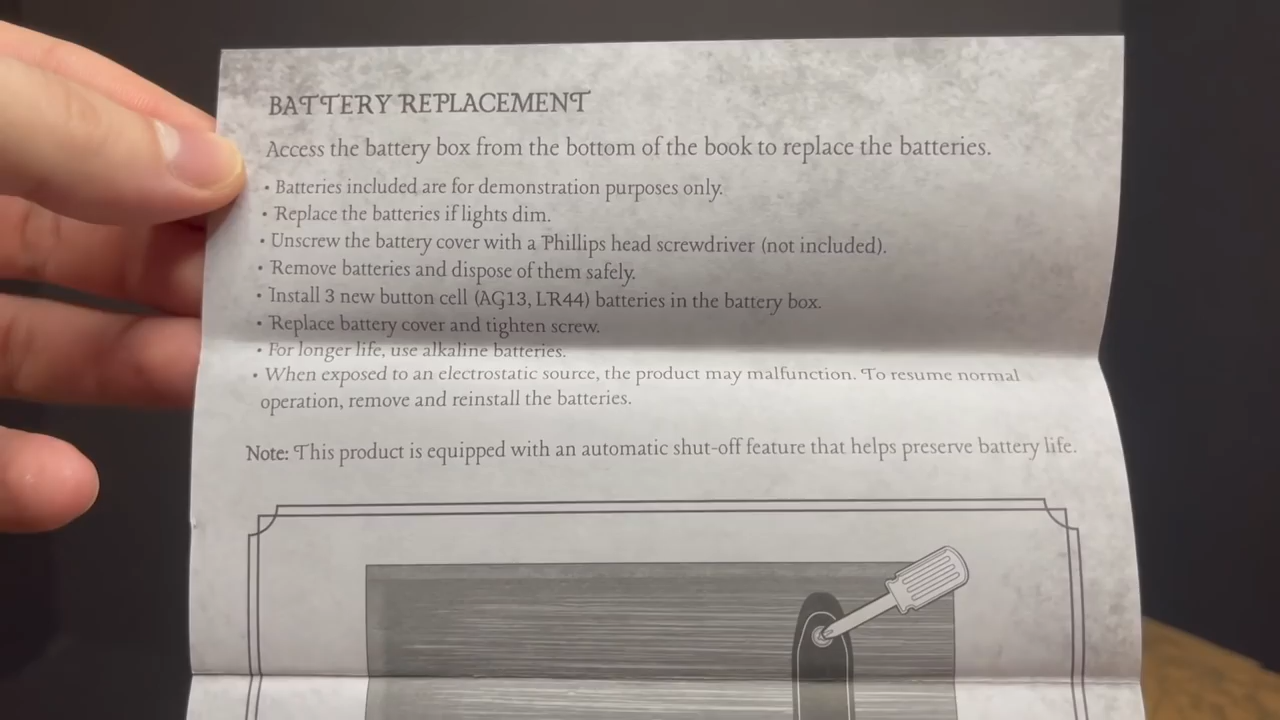 BATTERY REPLACEMENT
Access the battery box from the bottom of the book to replace the batteries.
• Batteries included are for demonstration purposes only.
• Replace the batteries if lights dim.
• Unscrew the battery cover with a Phillips head screwdriver (not included).
• Remove batteries and dispose of them safely.
• Install 3 new button cell (AG13, LR44) batteries in the battery box.
• Replace battery cover and tighten screw.
• For longer life, use alkaline batteries.
• When exposed to an electrostatic source, the product may malfunction. To resume normal
operation, remove and reinstall the batteries.
Note: This product is equipped with an automatic shut-off feature that helps preserve battery life.